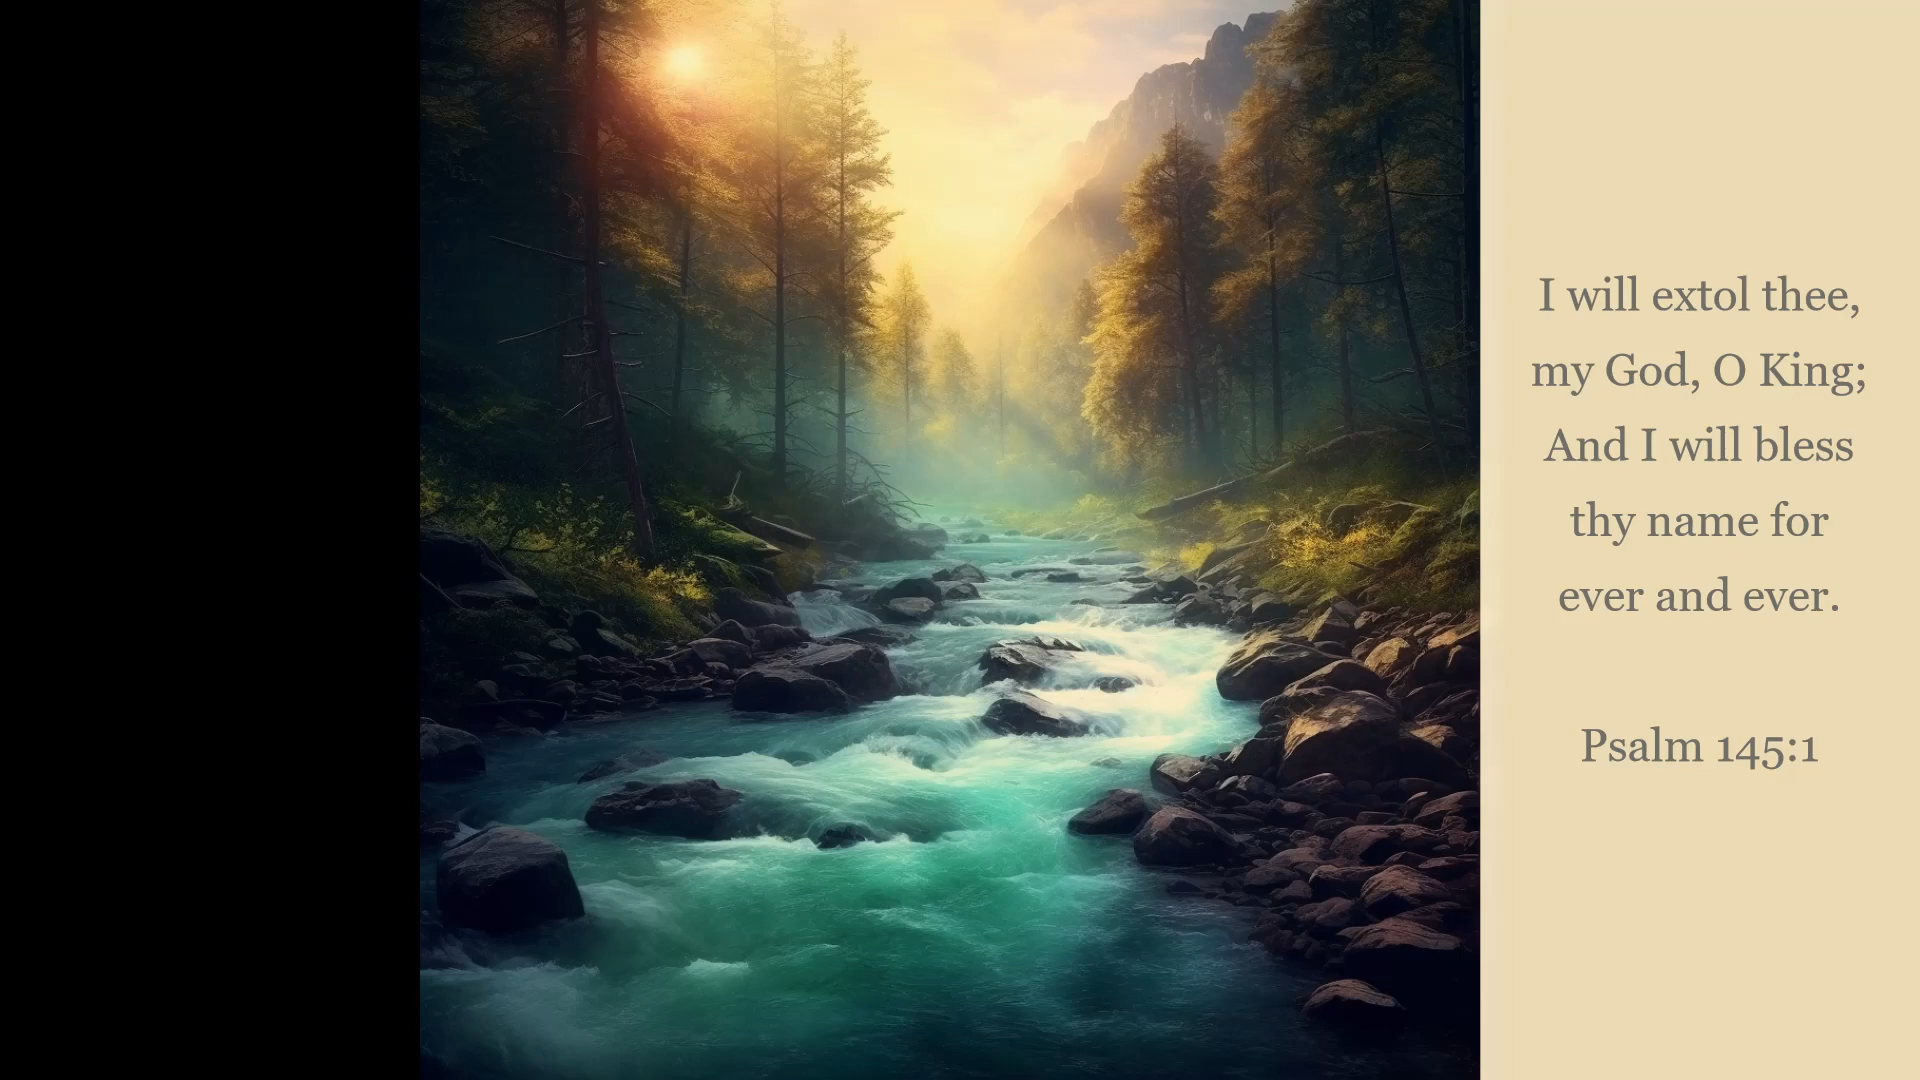 I will extol thee,
my God, O King;
And I will bless
thy name for
ever and ever.
Psalm 145:1